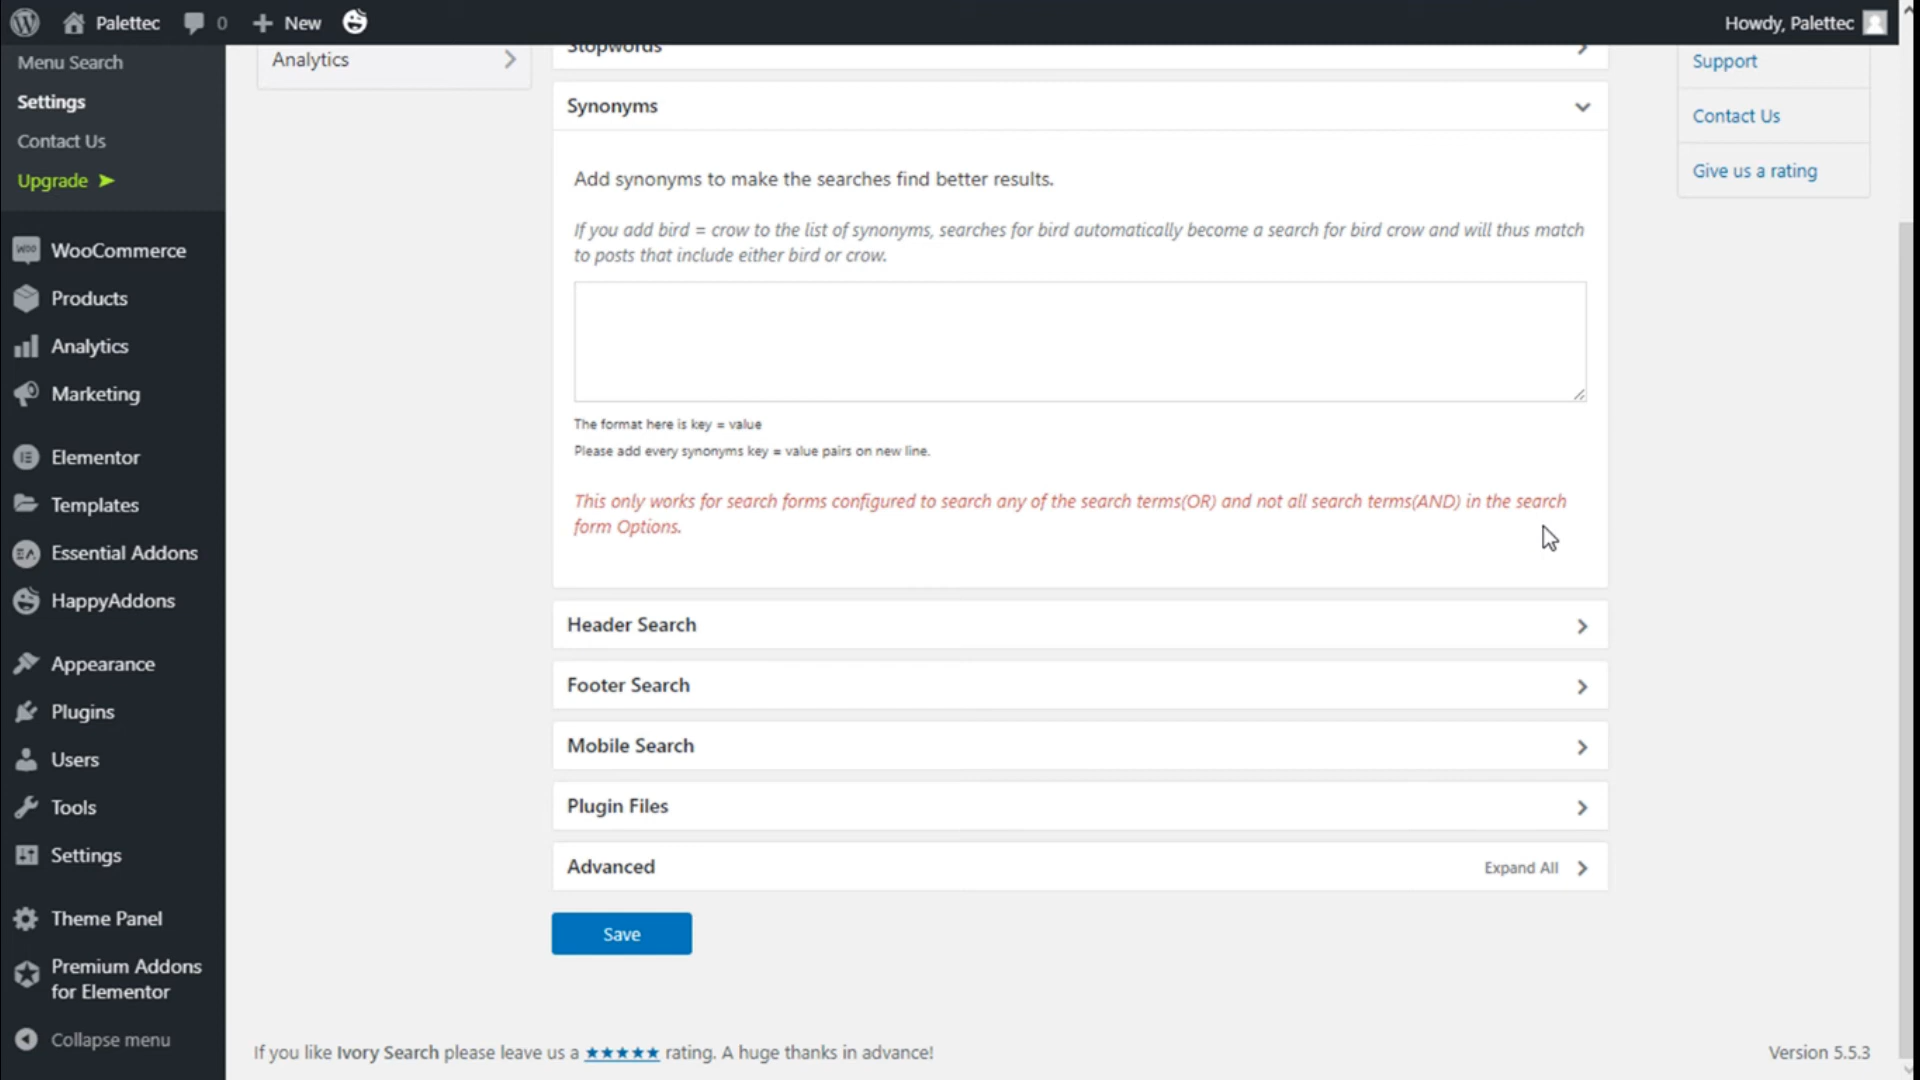 Palettec
0
New
Howdy, Palettec
Menu Search
Settings
Contact Us
Upgrade ➤
WooCommerce
Products
Analytics
Marketing
Elementor
Templates
Essential Addons
HappyAddons
Appearance
Plugins
Users
Tools
Settings
Theme Panel
Premium Addons
for Elementor
Collapse menu
Analytics
Stopwords
Synonyms
Add synonyms to make the searches find better results.
If you add bird = crow to the list of synonyms, searches for bird automatically become a search for bird crow and will thus match
to posts that include either bird or crow.
The format here is key = value
Please add every synonyms key = value pairs on new line.
This only works for search forms configured to search any of the search terms(OR) and not all search terms(AND) in the search
form Options.
Header Search
Footer Search
Mobile Search
Plugin Files
Advanced
Expand All
Save
Support
Contact Us
Give us a rating
If you like Ivory Search please leave us a ★★★★★ rating. A huge thanks in advance!
Version 5.5.3